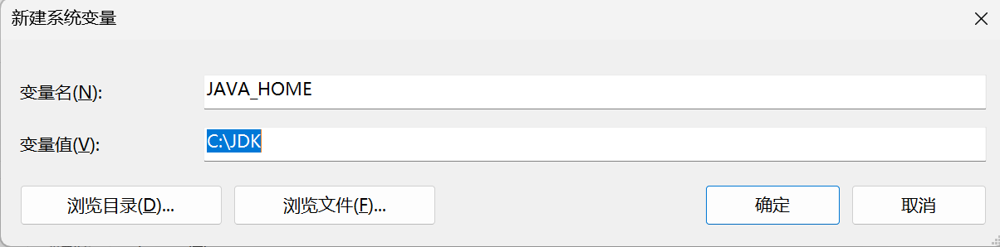 新建系统变量
变量名(N):
JAVA_HOME
变量值(V):
C:\JDK
浏览目录(D)...
浏览文件(F)...
确定
取消